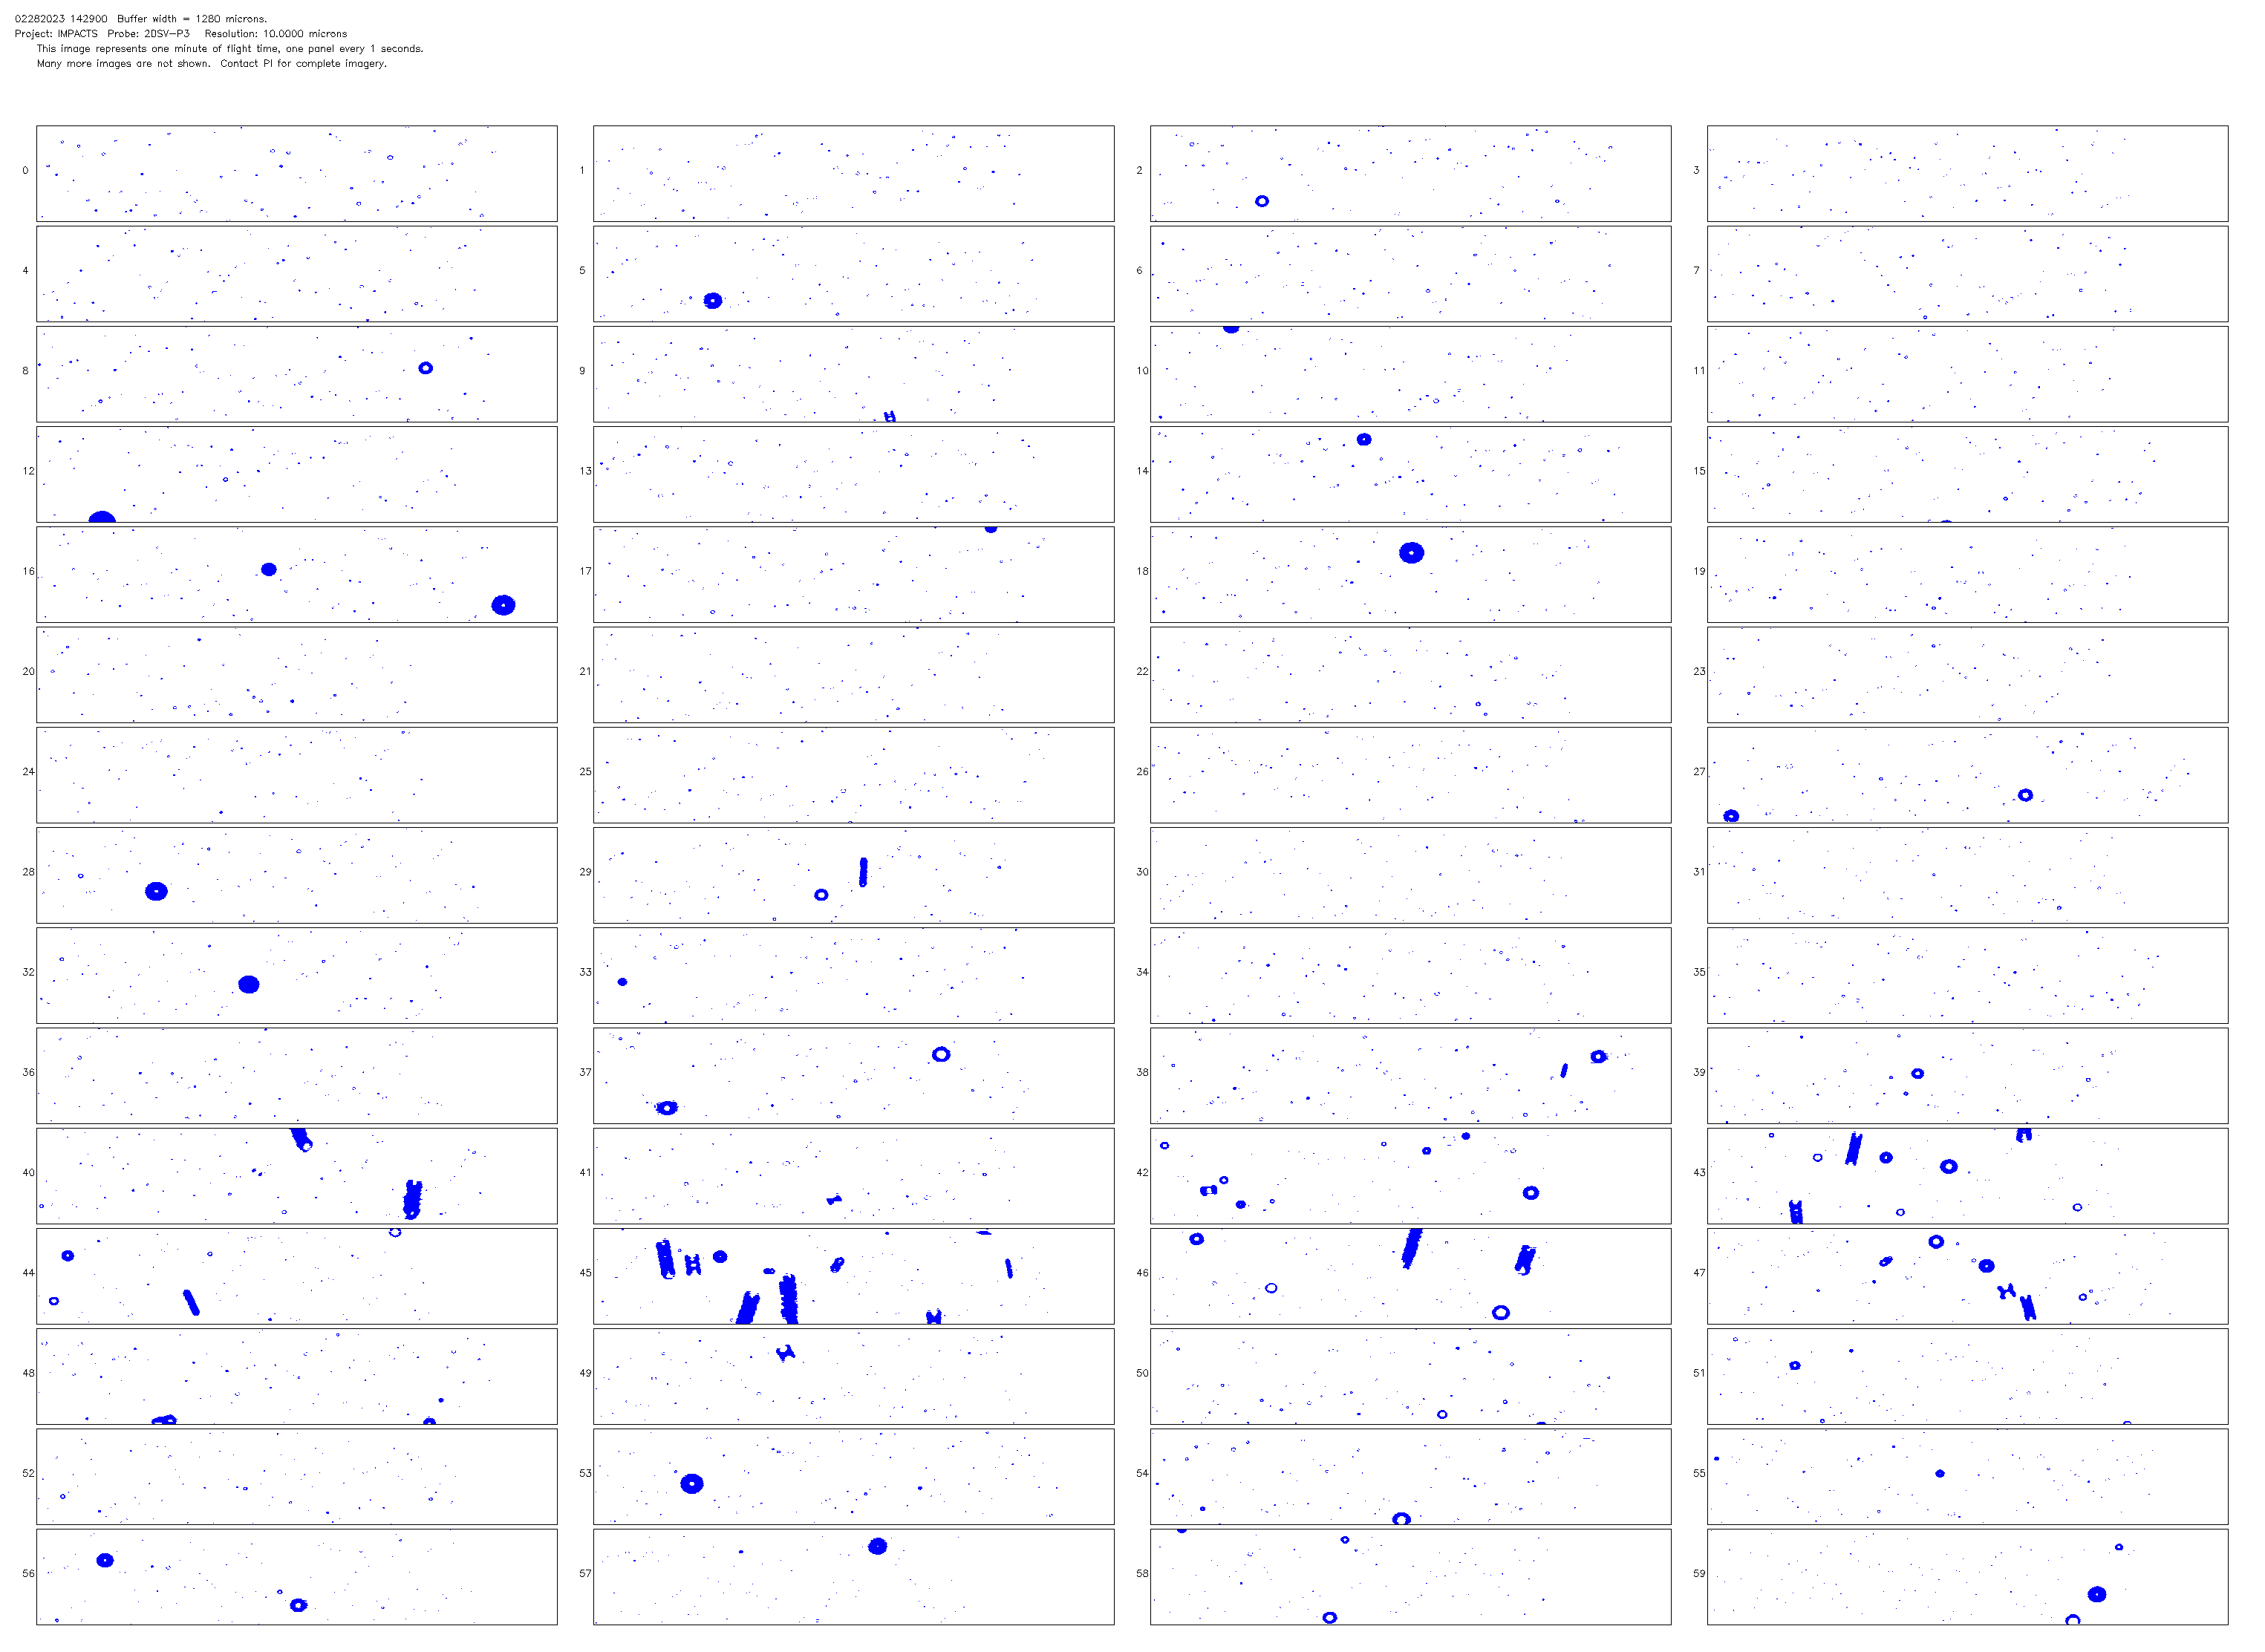 02282023 142900  Buffer width = 1280 microns.
Project: IMPACTS  Probe: 2DSV-P3   Resolution: 10.0000 microns
This image represents one minute of flight time, one panel every 1 seconds.
Many more images are not shown.  Contact PI for complete imagery.
0 1 2 3
4 5 6 7
8 9 10 11
12 13 14 15
16 17 18 19
20 21 22 23
24 25 26 27
28 29 30 31
32 33 34 35
36 37 38 39
40 41 42 43
44 45 46 47
48 49 50 51
52 53 54 55
56 57 58 59